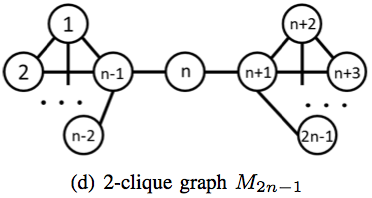 1
n+2
2
n-1
n
n+1
n+3
. . .
. . .
n-2
2n-1
(d) 2-clique graph M₂ₙ₋₁